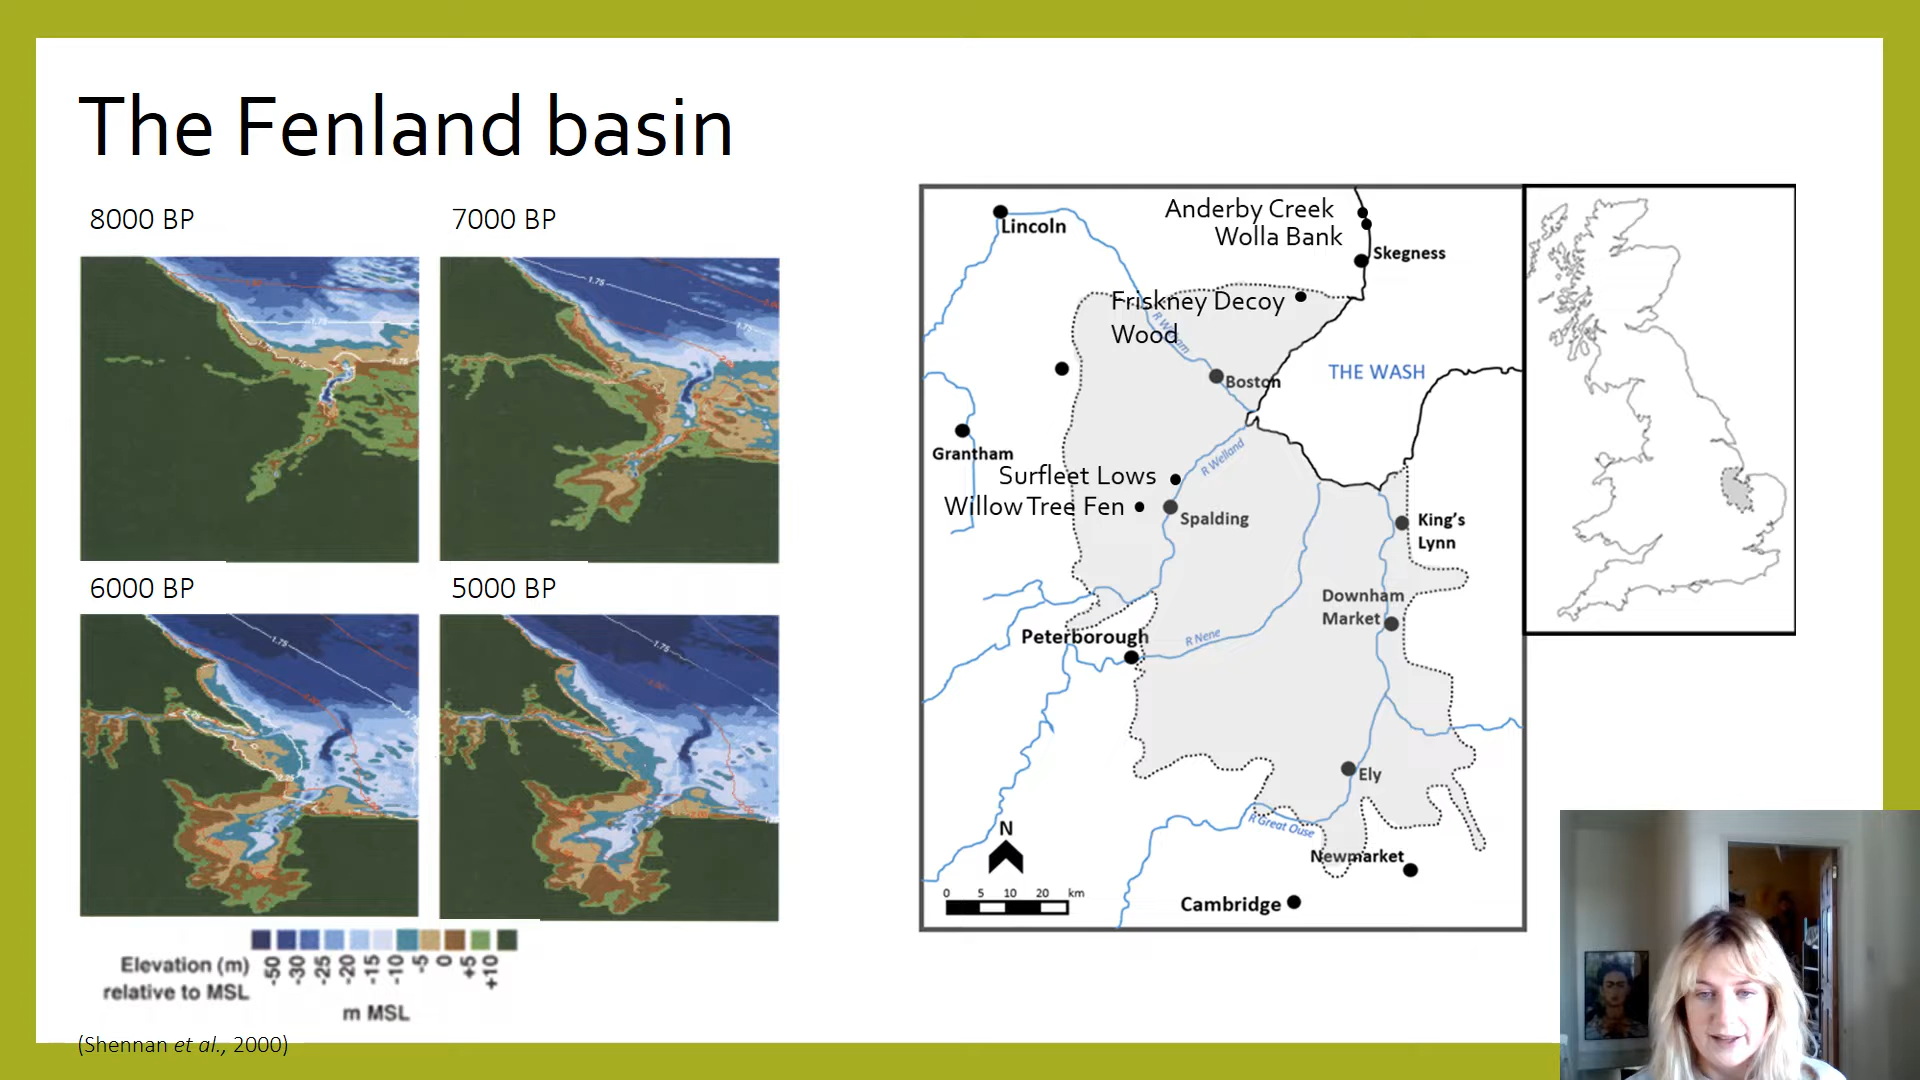 The Fenland basin
8000 BP
7000 BP
6000 BP
5000 BP
Elevation (m)
relative to MSL
-50 -30 -25 -20 -15 -10 -5 0 +5 +10
m MSL
(Shennan et al., 2000)
Lincoln
Anderby Creek
Wolla Bank
Skegness
Friskney Decoy
Wood
Boston
THE WASH
Grantham
R Welland
Surfleet Lows
Willow Tree Fen
Spalding
King's
Lynn
Downham
Market
Peterborough
R Nene
Ely
R Great Ouse
Newmarket
Cambridge
N
0 5 10 20 km